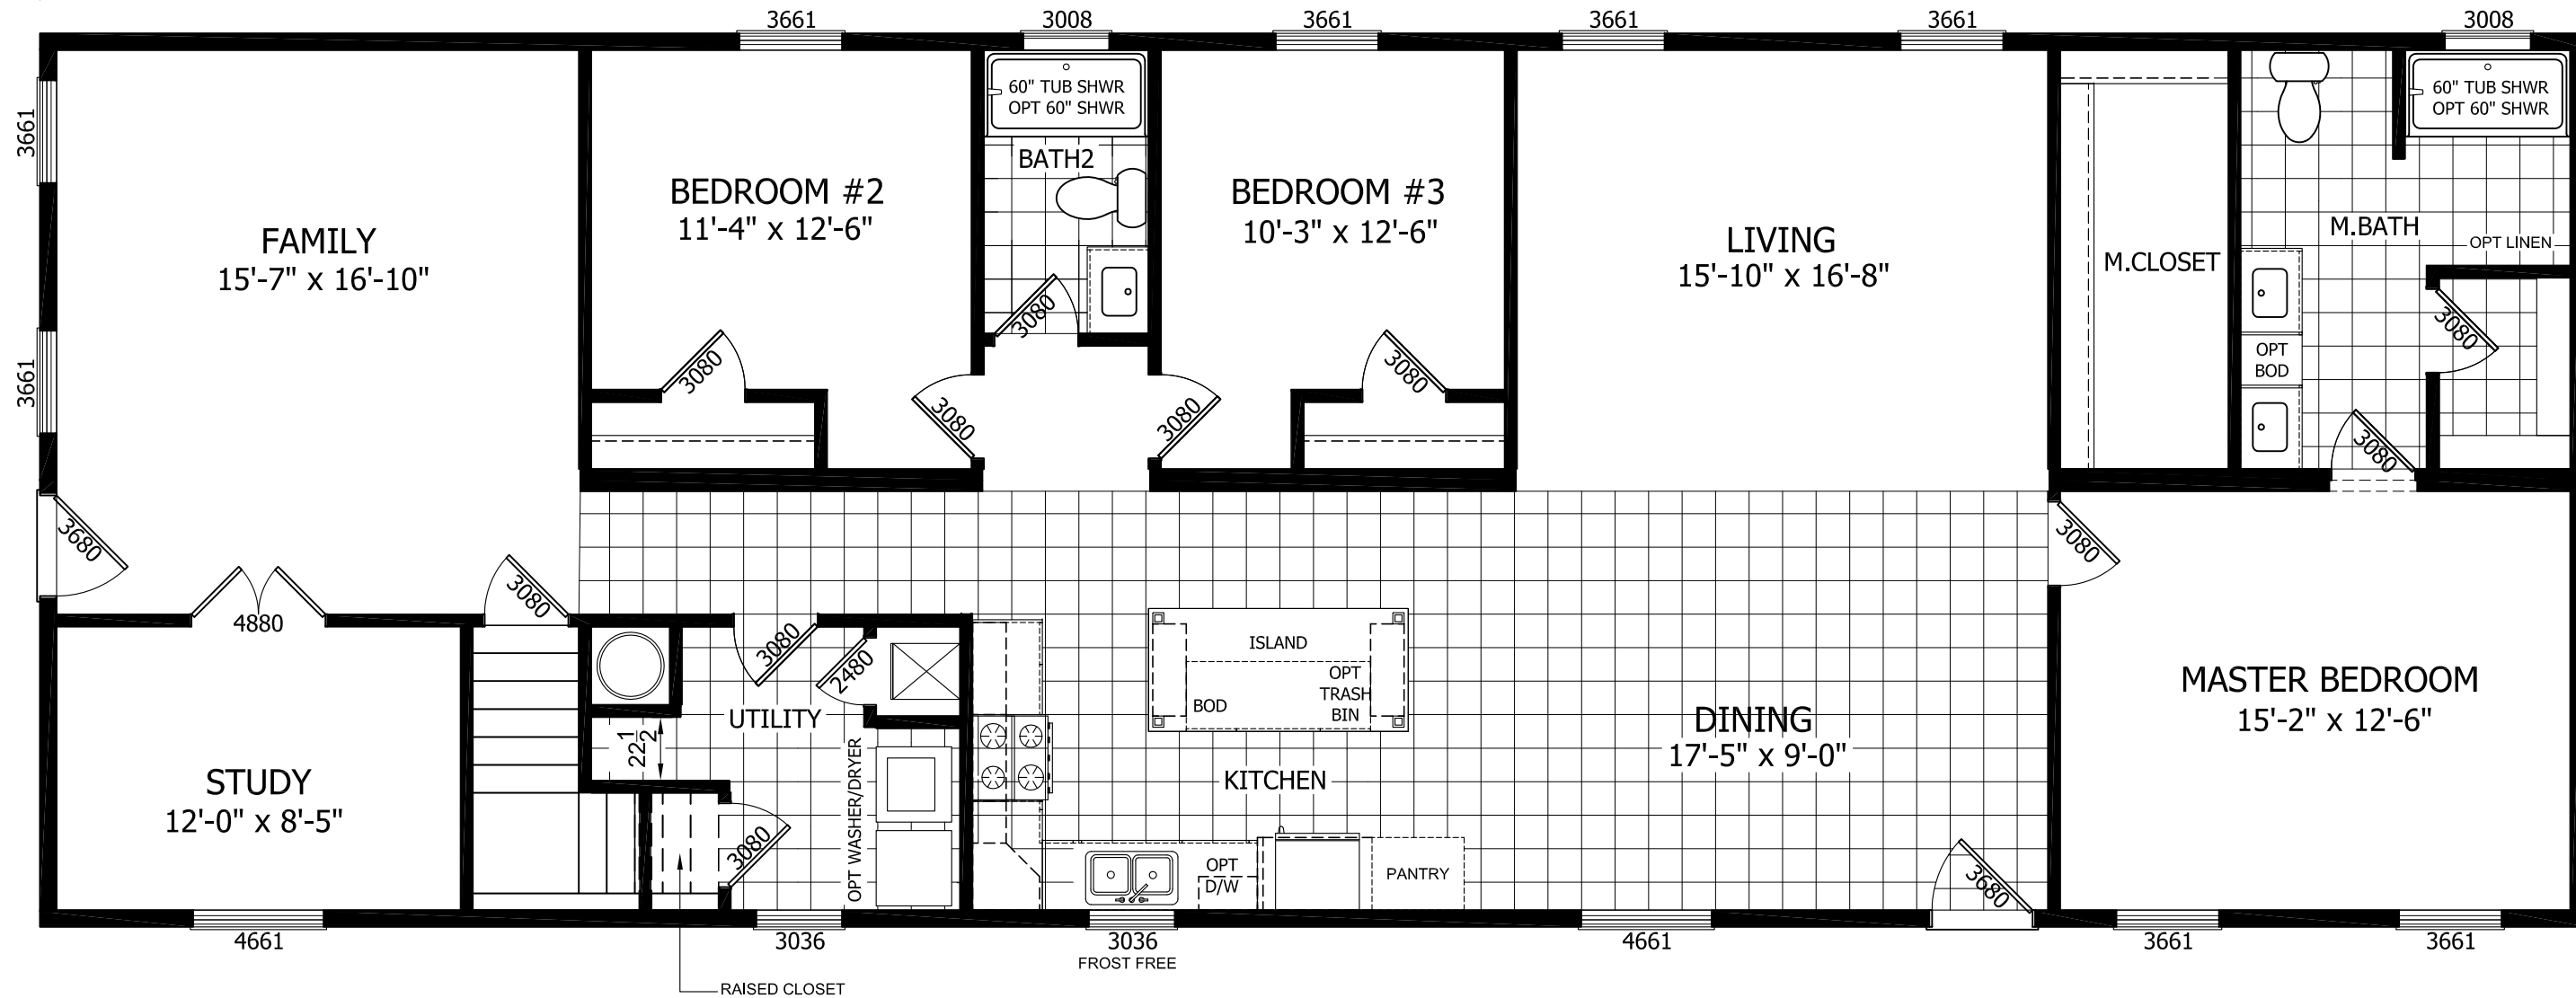 3661
3008
3661
3661
3661
3008
60" TUB SHWR
OPT 60" SHWR
60" TUB SHWR
OPT 60" SHWR
3661
BATH2
BEDROOM #2
11'-4" x 12'-6"
BEDROOM #3
10'-3" x 12'-6"
FAMILY
15'-7" x 16'-10"
LIVING
15'-10" x 16'-8"
M.CLOSET
M.BATH
OPT LINEN
3080
3080
3661
3080
3080
OPT
BOD
3080
3080
3080
3680
3080
3080
4880
3080
2480
ISLAND
OPT
TRASH
BIN
BOD
UTILITY
22 1/2
OPT WASHER/DRYER
DINING
17'-5" x 9'-0"
MASTER BEDROOM
15'-2" x 12'-6"
STUDY
12'-0" x 8'-5"
KITCHEN
3080
OPT
D/W
PANTRY
3680
4661
3036
3036
FROST FREE
4661
3661
3661
RAISED CLOSET